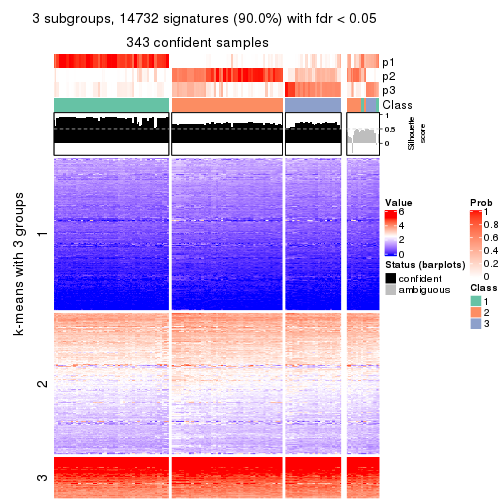 3 subgroups, 14732 signatures (90.0%) with fdr < 0.05
343 confident samples
p1
p2
p3
Class
1
0.5
0
Silhouette score
k-means with 3 groups
1
2
3
Value
6
4
2
0
Status (barplots)
confident
ambiguous
Prob
1
0.8
0.6
0.4
0.2
0
Class
1
2
3